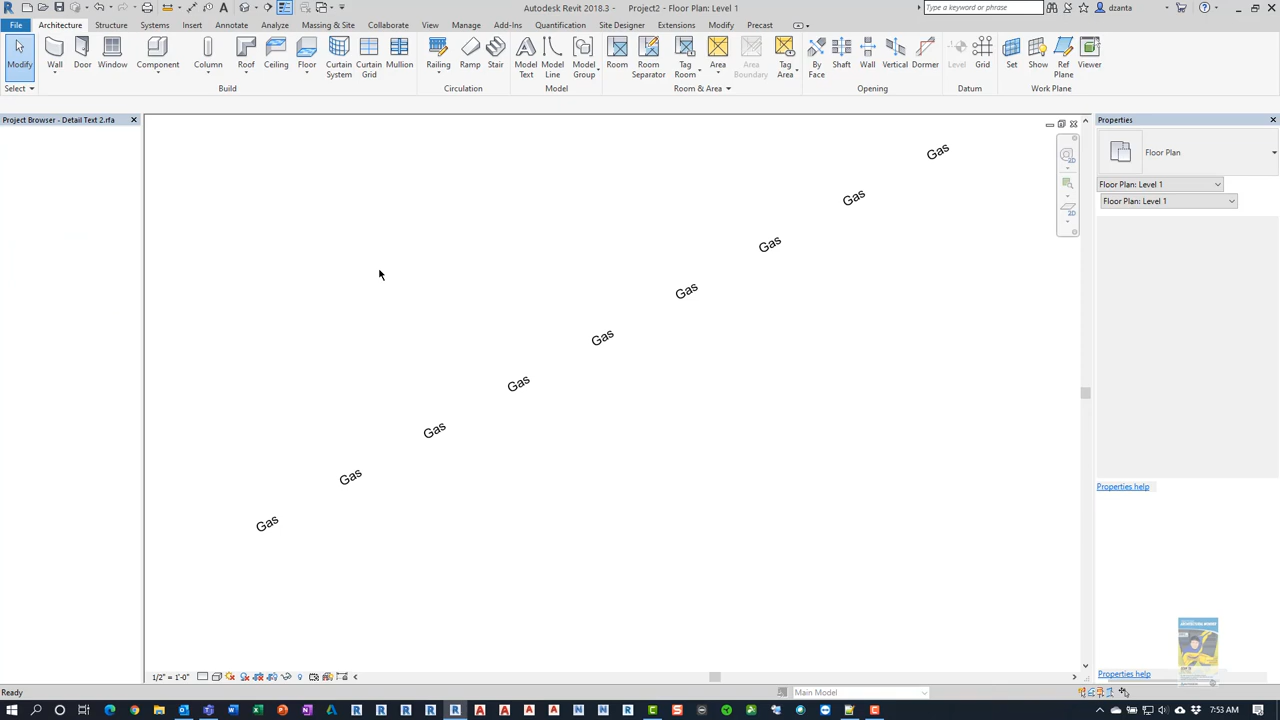 Autodesk Revit 2018.3 - Project2 - Floor Plan: Level 1
Type a keyword or phrase
dzanta
File Architecture Structure Systems Insert Annotate Analyze Massing & Site Collaborate View Manage Add-Ins Quantification Site Designer Extensions Modify Precast
Modify Wall Door Window Component Column Roof Ceiling Floor Curtain System Curtain Grid Mullion Railing Ramp Stair Model Text Model Line Model Group Room Room Separator Tag Room Area Area Boundary Tag Area By Face Shaft Wall Vertical Dormer Level Grid Set Show Ref Plane Viewer
Select Build Circulation Model Room & Area Opening Datum Work Plane
Project Browser - Detail Text 2.rfa
Properties
Floor Plan
Floor Plan: Level 1
Floor Plan: Level 1
Gas
Gas
Gas
Gas
Gas
Gas
Gas
Gas
Gas
Properties help
Properties help
1/2" = 1'-0"
Ready
Main Model
7:53 AM